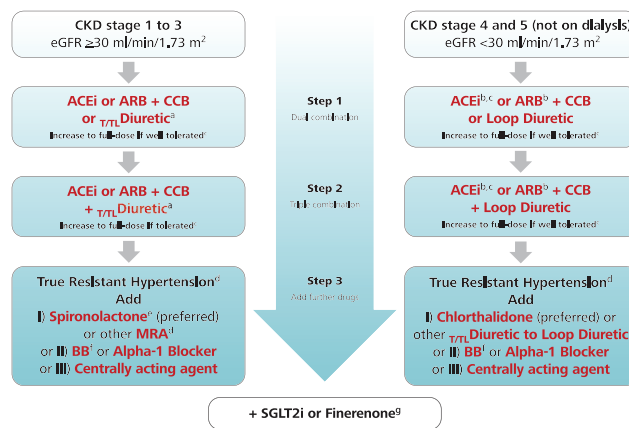 CKD stage 1 to 3
eGFR ≥30 ml/min/1.73 m²
ACEi or ARB + CCB
or T/TLDiureticᵃ
Increase to full-dose if well toleratedᶜ
ACEi or ARB + CCB
+ T/TLDiureticᵃ
Increase to full-dose if toleratedᶜ
True Resistant Hypertensionᵈ
Add
I) Spironolactoneᵉ (preferred)
or other MRAᵈ
or II) BBᶠ or Alpha-1 Blocker
or III) Centrally acting agent
Step 1
Dual combination
Step 2
Triple combination
Step 3
Add further drugs
CKD stage 4 and 5 (not on dialysis)
eGFR <30 ml/min/1.73 m²
ACEiᵇ,ᶜ or ARBᵇ + CCB
or Loop Diuretic
Increase to full-dose if well toleratedᶜ
ACEiᵇ,ᶜ or ARBᵇ + CCB
+ Loop Diuretic
Increase to full-dose if toleratedᶜ
True Resistant Hypertensionᵈ
Add
I) Chlorthalidone (preferred) or
other T/TLDiuretic to Loop Diuretic
or II) BBᶠ or Alpha-1 Blocker
or III) Centrally acting agent
+ SGLT2i or Finerenoneᵍ